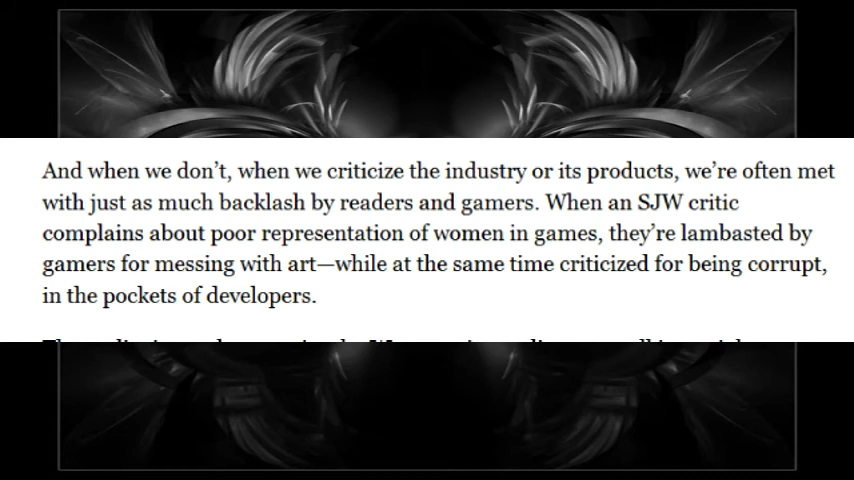 And when we don’t, when we criticize the industry or its products, we’re often met
with just as much backlash by readers and gamers. When an SJW critic
complains about poor representation of women in games, they’re lambasted by
gamers for messing with art—while at the same time criticized for being corrupt,
in the pockets of developers.